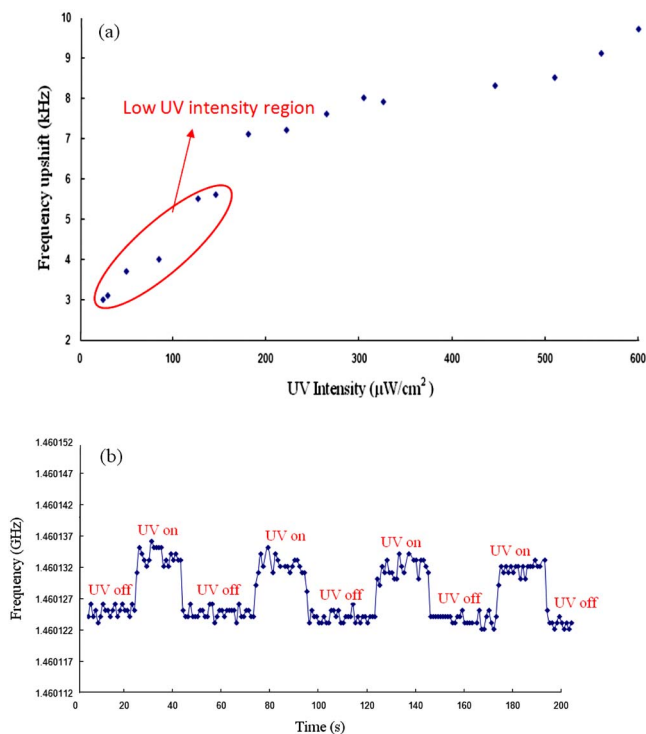 (a)
10
9
8
7
6
5
4
3
2
Frequency upshift (kHz)
Low UV intensity region
0 100 200 300 400 500 600
UV Intensity (µW/cm²)
(b)
1.460152
1.460147
1.460142
1.460137
1.460132
1.460127
1.460122
1.460117
1.460112
Frequency (GHz)
UV on UV on UV on UV on
UV off UV off UV off UV off UV off
0 20 40 60 80 100 120 140 160 180 200
Time (s)